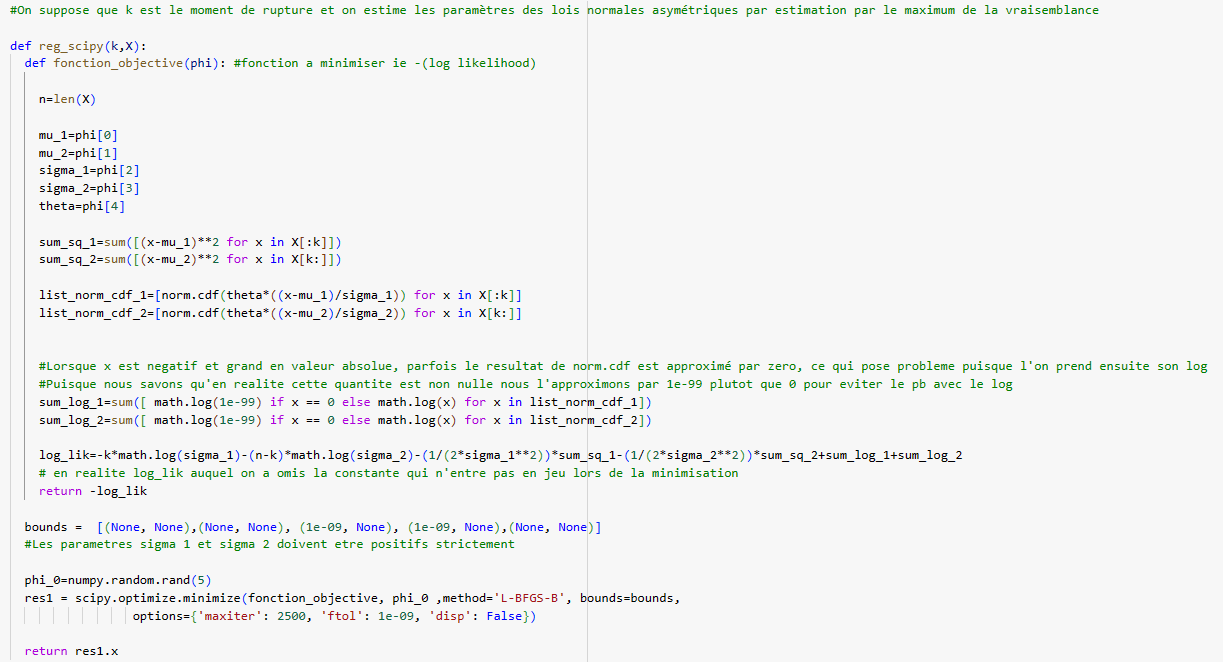 #On suppose que k est le moment de rupture et on estime les paramètres des lois normales asymétriques par estimation par le maximum de la vraisemblance
def reg_scipy(k,X):
def fonction_objective(phi): #fonction a minimiser ie -(log likelihood)
n=len(X)
mu_1=phi[0]
mu_2=phi[1]
sigma_1=phi[2]
sigma_2=phi[3]
theta=phi[4]
sum_sq_1=sum([(x-mu_1)**2 for x in X[:k]])
sum_sq_2=sum([(x-mu_2)**2 for x in X[k:]])
list_norm_cdf_1=[norm.cdf(theta*((x-mu_1)/sigma_1)) for x in X[:k]]
list_norm_cdf_2=[norm.cdf(theta*((x-mu_2)/sigma_2)) for x in X[k:]]
#Lorsque x est negatif et grand en valeur absolue, parfois le resultat de norm.cdf est approximé par zero, ce qui pose probleme puisque l'on prend ensuite son log
#Puisque nous savons qu'en realite cette quantite est non nulle nous l'approximons par 1e-99 plutot que 0 pour eviter le pb avec le log
sum_log_1=sum([ math.log(1e-99) if x == 0 else math.log(x) for x in list_norm_cdf_1])
sum_log_2=sum([ math.log(1e-99) if x == 0 else math.log(x) for x in list_norm_cdf_2])
log_lik=-k*math.log(sigma_1)-(n-k)*math.log(sigma_2)-(1/(2*sigma_1**2))*sum_sq_1-(1/(2*sigma_2**2))*sum_sq_2+sum_log_1+sum_log_2
# en realite log_lik auquel on a omis la constante qui n'entre pas en jeu lors de la minimisation
return -log_lik
bounds =  [(None, None),(None, None), (1e-09, None), (1e-09, None),(None, None)]
#Les parametres sigma 1 et sigma 2 doivent etre positifs strictement
phi_0=numpy.random.rand(5)
res1 = scipy.optimize.minimize(fonction_objective, phi_0 ,method='L-BFGS-B', bounds=bounds,
options={'maxiter': 2500, 'ftol': 1e-09, 'disp': False})
return res1.x